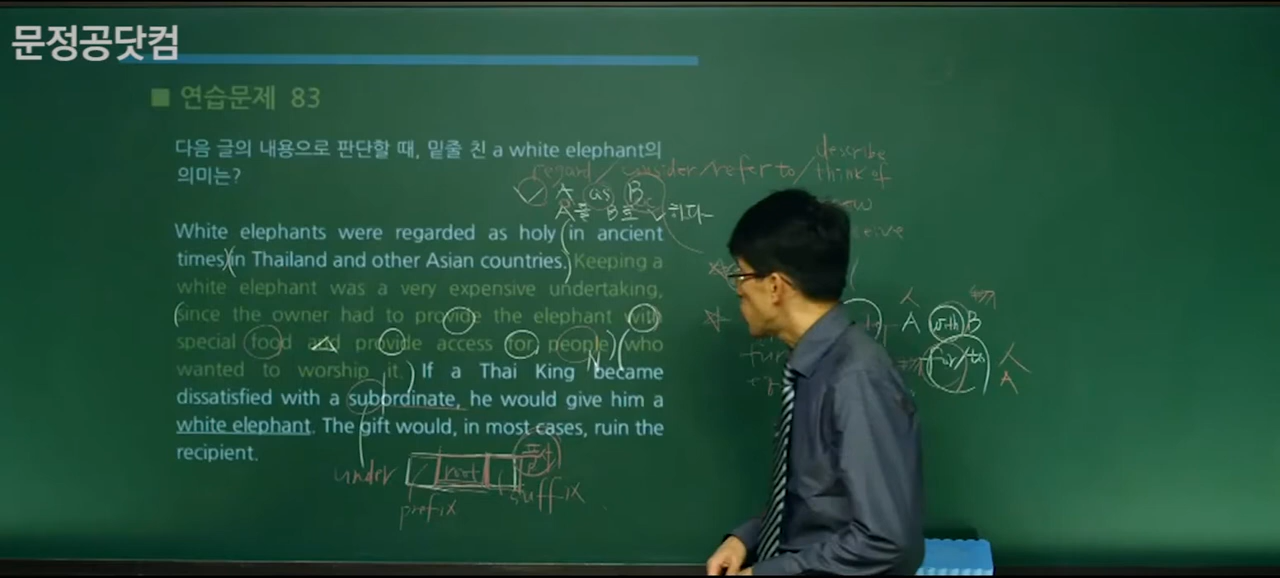 문정공닷컴
■ 연습문제 83
다음 글의 내용으로 판단할 때, 밑줄 친 a white elephant의
의미는?
regard / consider / refer to / describe
think of
A as B
A를 B로 하다
White elephants were regarded as holy in ancient
times in Thailand and other Asian countries. Keeping a
white elephant was a very expensive undertaking,
since the owner had to provide the elephant with
special food and provide access for people who
wanted to worship it. If a Thai King became
dissatisfied with a subordinate, he would give him a
white elephant. The gift would, in most cases, ruin the
recipient.
A with B
for/to
A
under
root
prefix
suffix